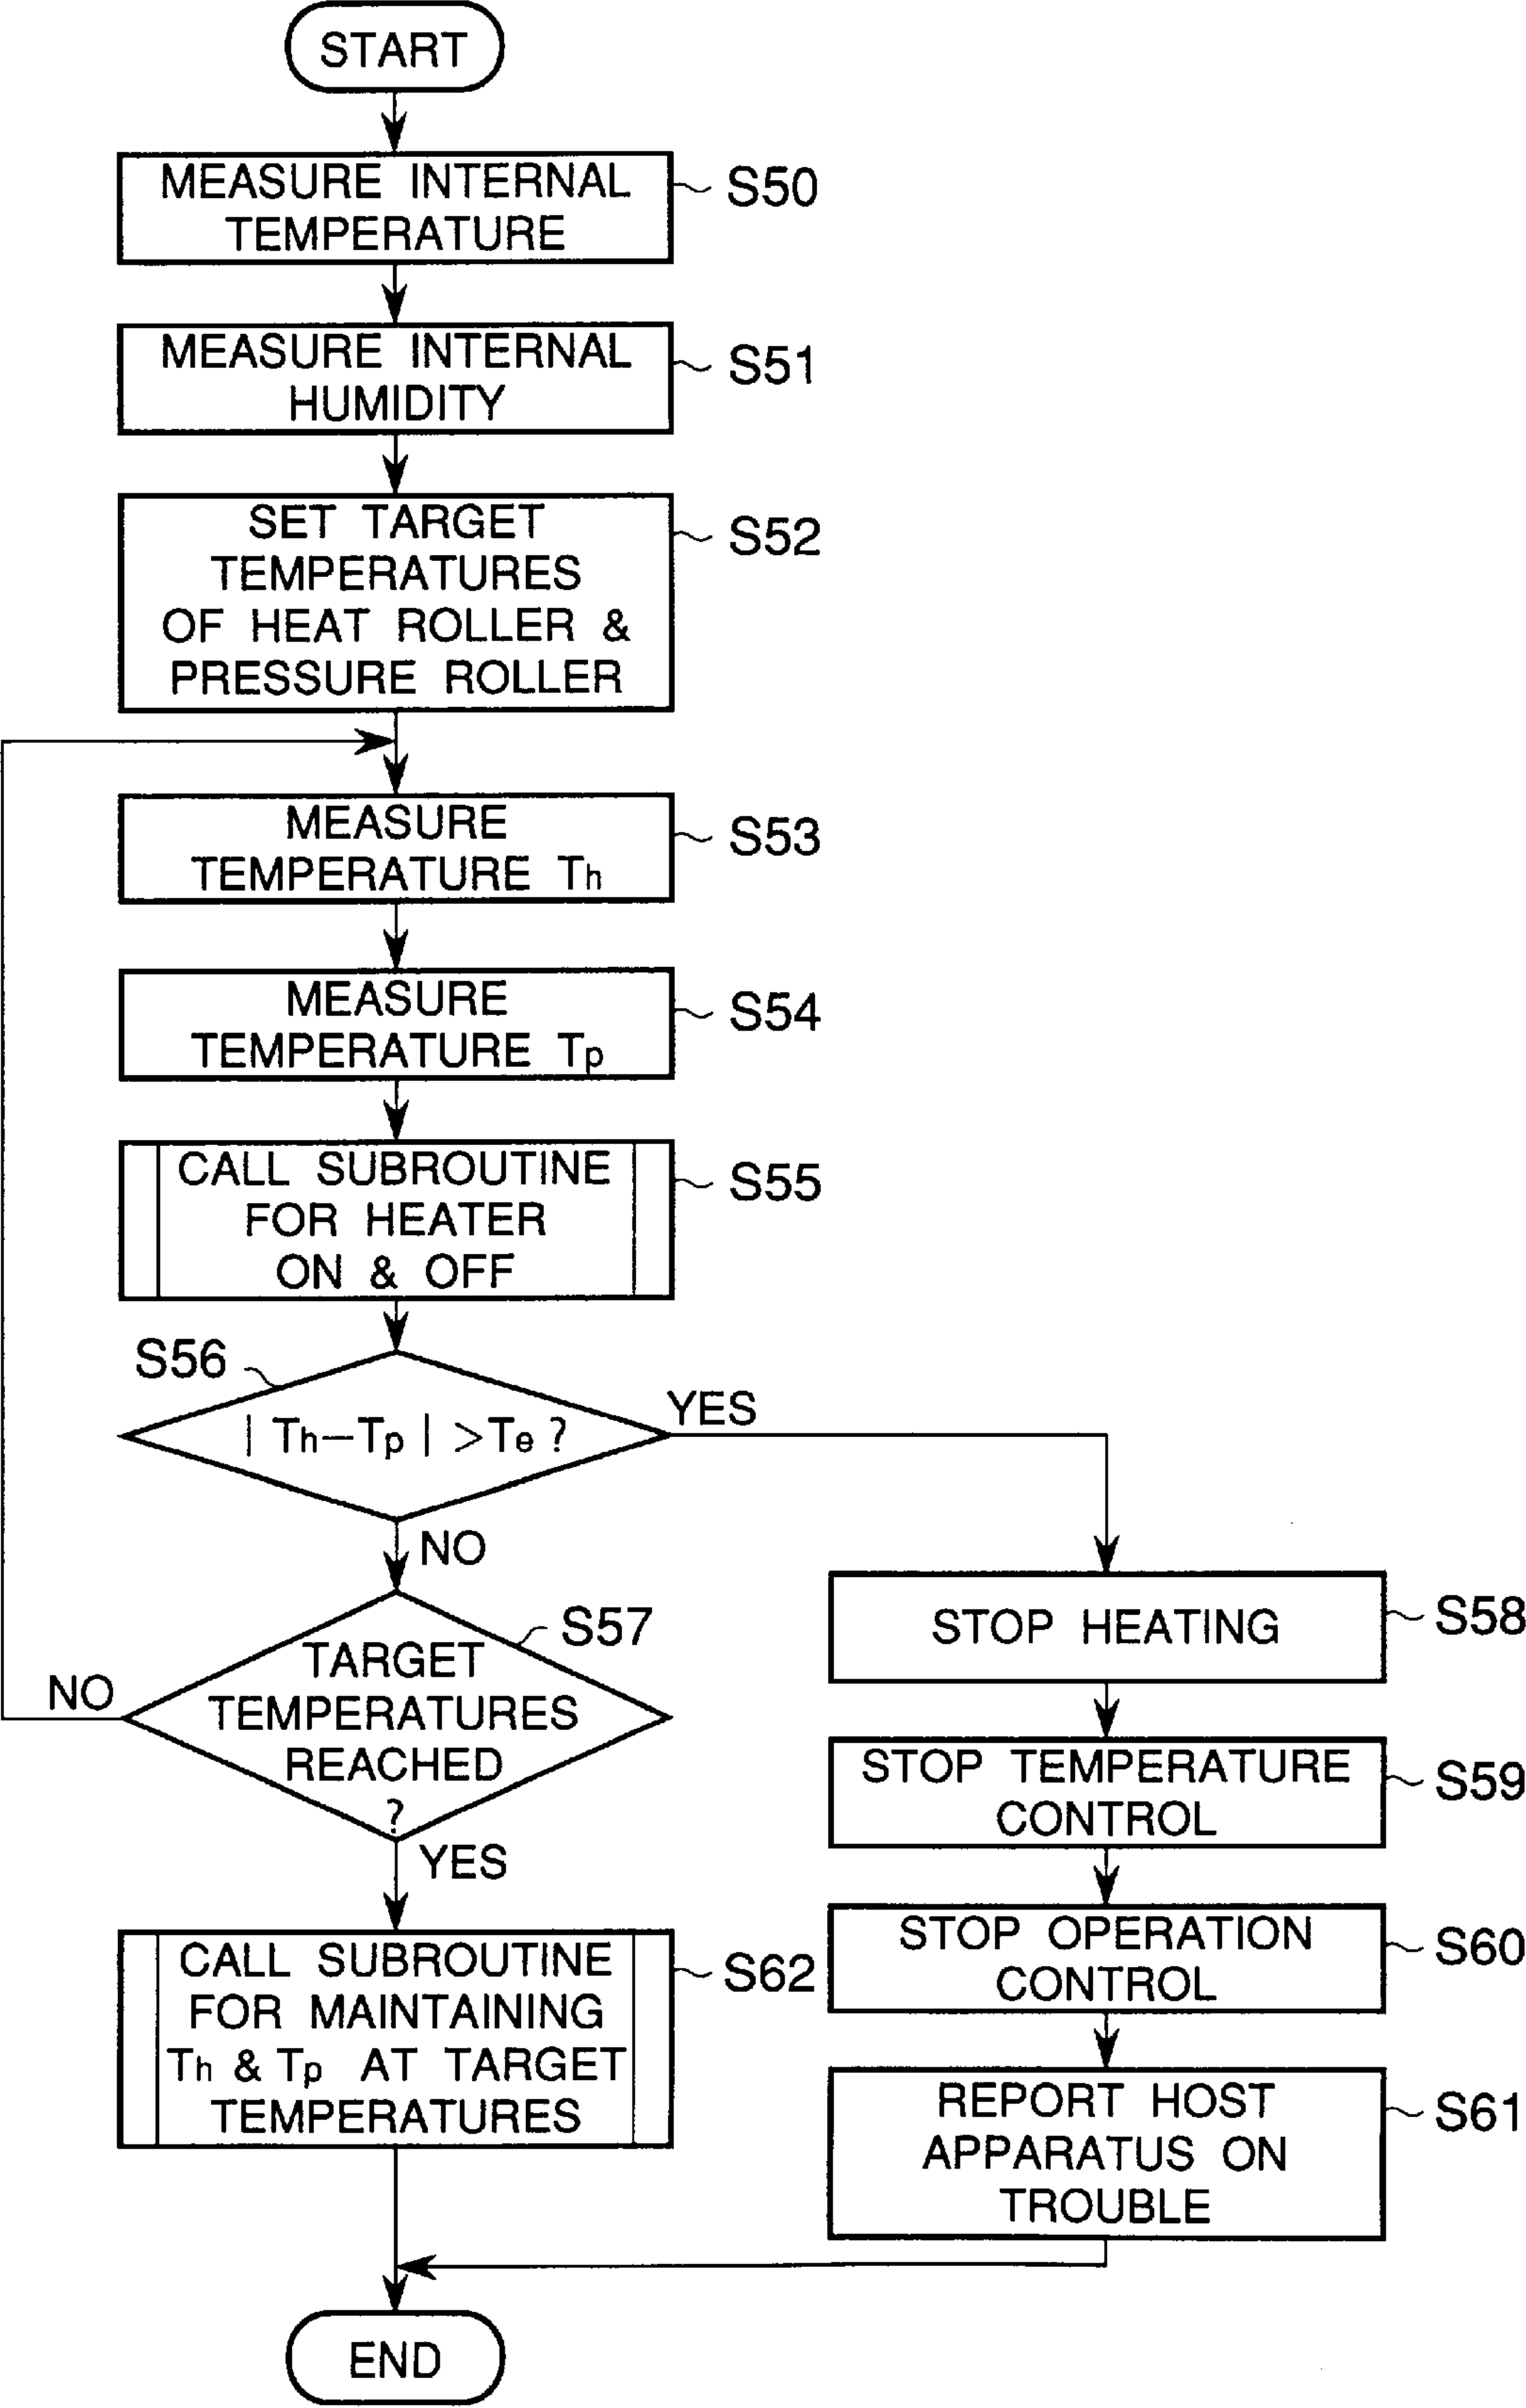 START
MEASURE INTERNAL
TEMPERATURE
S50
MEASURE INTERNAL
HUMIDITY
S51
SET TARGET
TEMPERATURES
OF HEAT ROLLER &
PRESSURE ROLLER
S52
MEASURE
TEMPERATURE Th
S53
MEASURE
TEMPERATURE Tp
S54
CALL SUBROUTINE
FOR HEATER
ON & OFF
S55
S56
| Th−Tp | >Te ?
YES
NO
S57
TARGET
TEMPERATURES
REACHED
?
NO
YES
STOP HEATING
S58
STOP TEMPERATURE
CONTROL
S59
STOP OPERATION
CONTROL
S60
REPORT HOST
APPARATUS ON
TROUBLE
S61
CALL SUBROUTINE
FOR MAINTAINING
Th & Tp AT TARGET
TEMPERATURES
S62
END